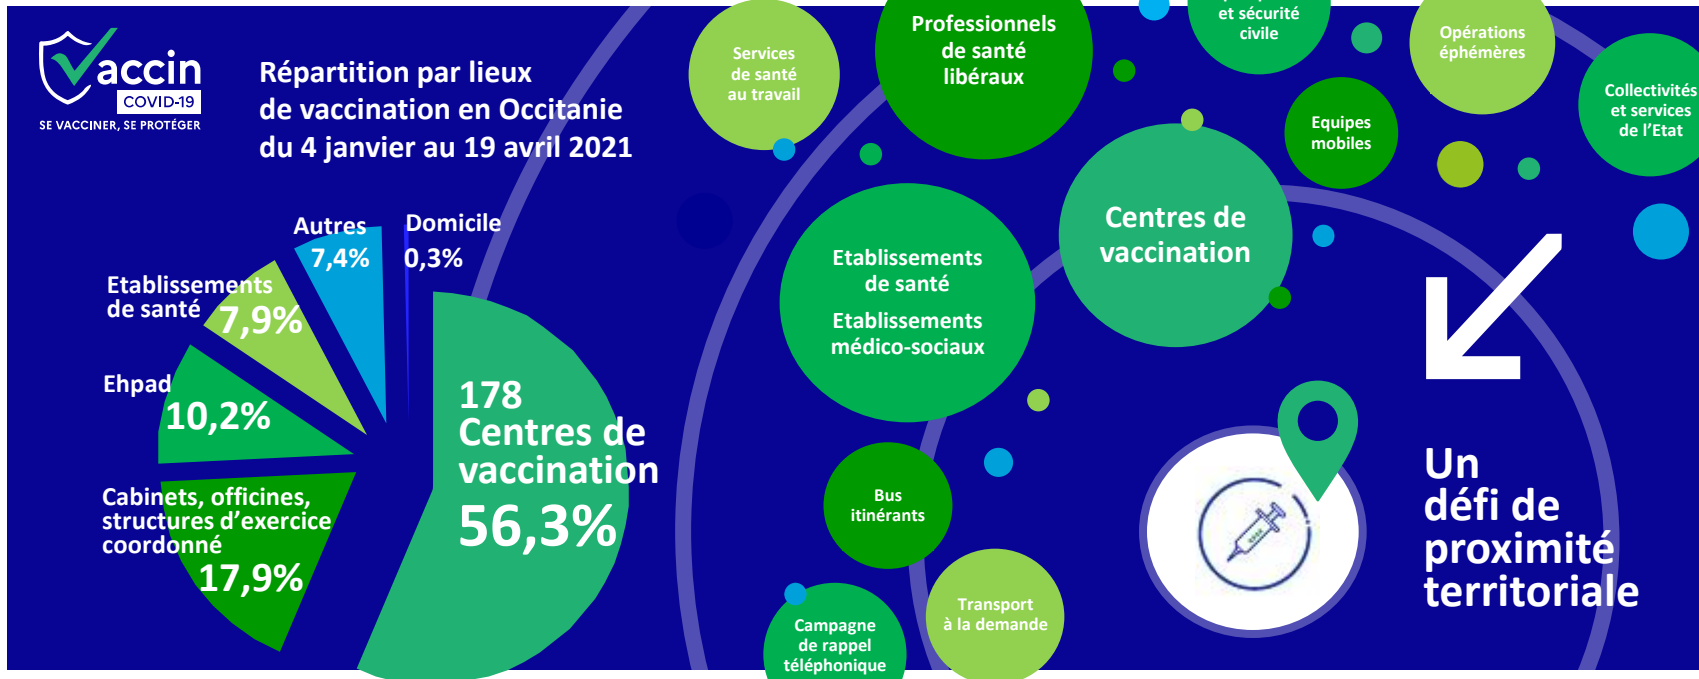 Vaccin
COVID-19
SE VACCINER, SE PROTÉGER
Répartition par lieux
de vaccination en Occitanie
du 4 janvier au 19 avril 2021
Autres
7,4%
Domicile
0,3%
Etablissements
de santé
7,9%
Ehpad
10,2%
Cabinets, officines,
structures d'exercice
coordonné
17,9%
178
Centres de
vaccination
56,3%
Services
de santé
au travail
Professionnels
de santé
libéraux
et sécurité
civile
Opérations
éphémères
Collectivités
et services
de l'Etat
Equipes
mobiles
Centres de
vaccination
Etablissements
de santé
Etablissements
médico-sociaux
Bus
itinérants
Transport
à la demande
Campagne
de rappel
téléphonique
Un
défi de
proximité
territoriale